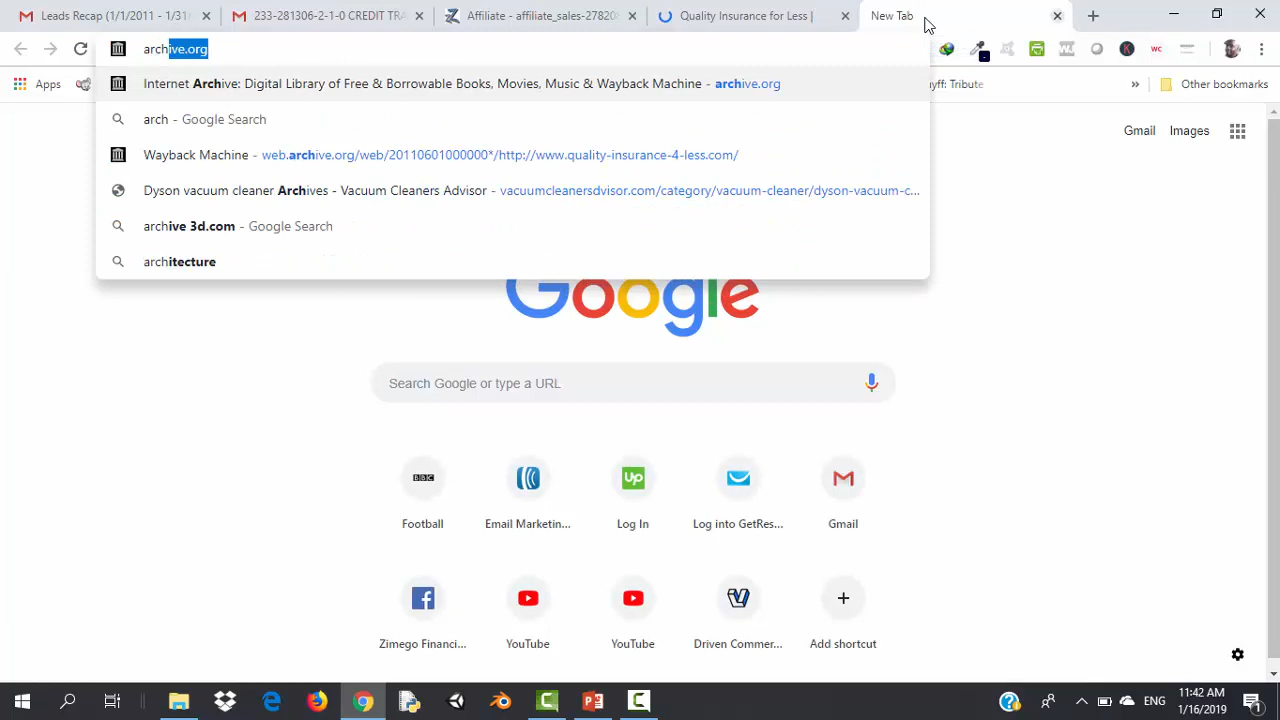 Leads Recap (1/1/2011 - 1/31/
233-281306-2-1-0 CREDIT TRA
Affiliate - affiliate_sales-27820
Quality Insurance for Less |
New Tab
archive.org
Apps
yff: Tribute
Other bookmarks
Internet Archive: Digital Library of Free & Borrowable Books, Movies, Music & Wayback Machine - archive.org
arch - Google Search
Wayback Machine - web.archive.org/web/20110601000000*/http://www.quality-insurance-4-less.com/
Dyson vacuum cleaner Archives - Vacuum Cleaners Advisor - vacuumcleanersdvisor.com/category/vacuum-cleaner/dyson-vacuum-c...
archive 3d.com - Google Search
architecture
Gmail
Images
Google
Search Google or type a URL
BBC
Up
Football
Email Marketin...
Log In
Log into GetRes...
Gmail
Zimego Financi...
YouTube
YouTube
Driven Commer...
Add shortcut
ENG
11:42 AM
1/16/2019